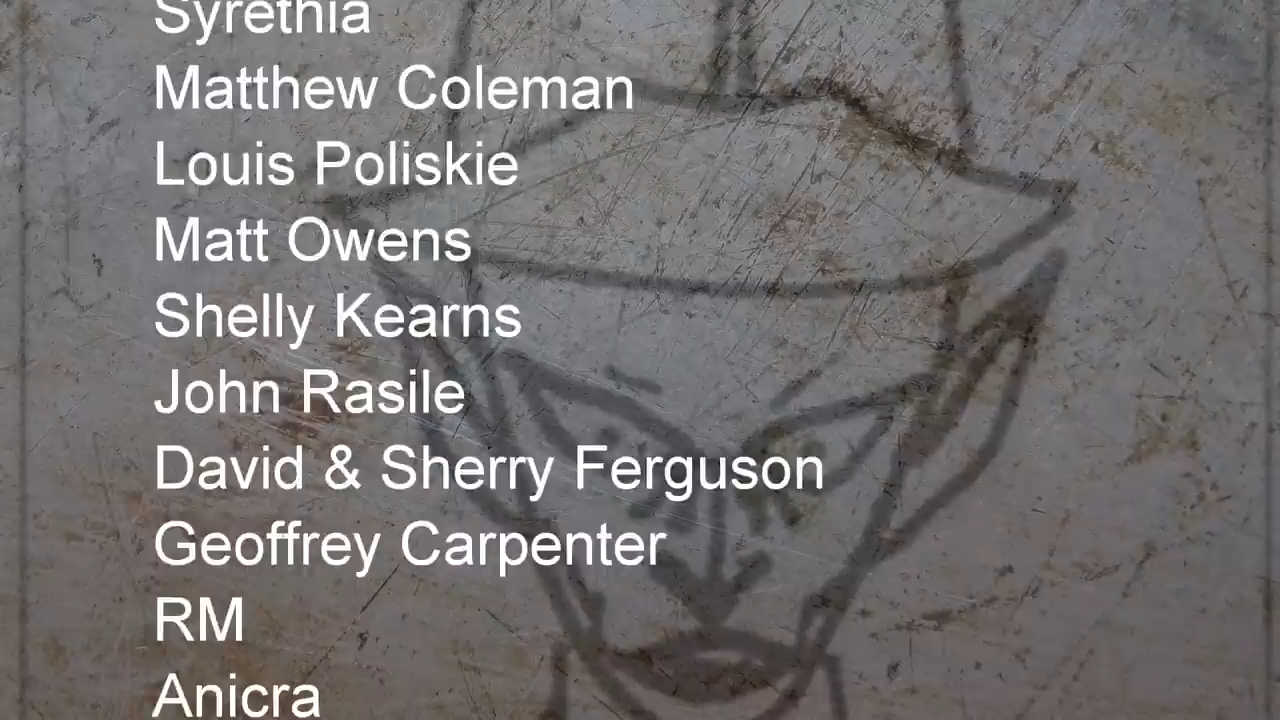 Syrethia
Matthew Coleman
Louis Poliskie
Matt Owens
Shelly Kearns
John Rasile
David & Sherry Ferguson
Geoffrey Carpenter
RM
Anicra